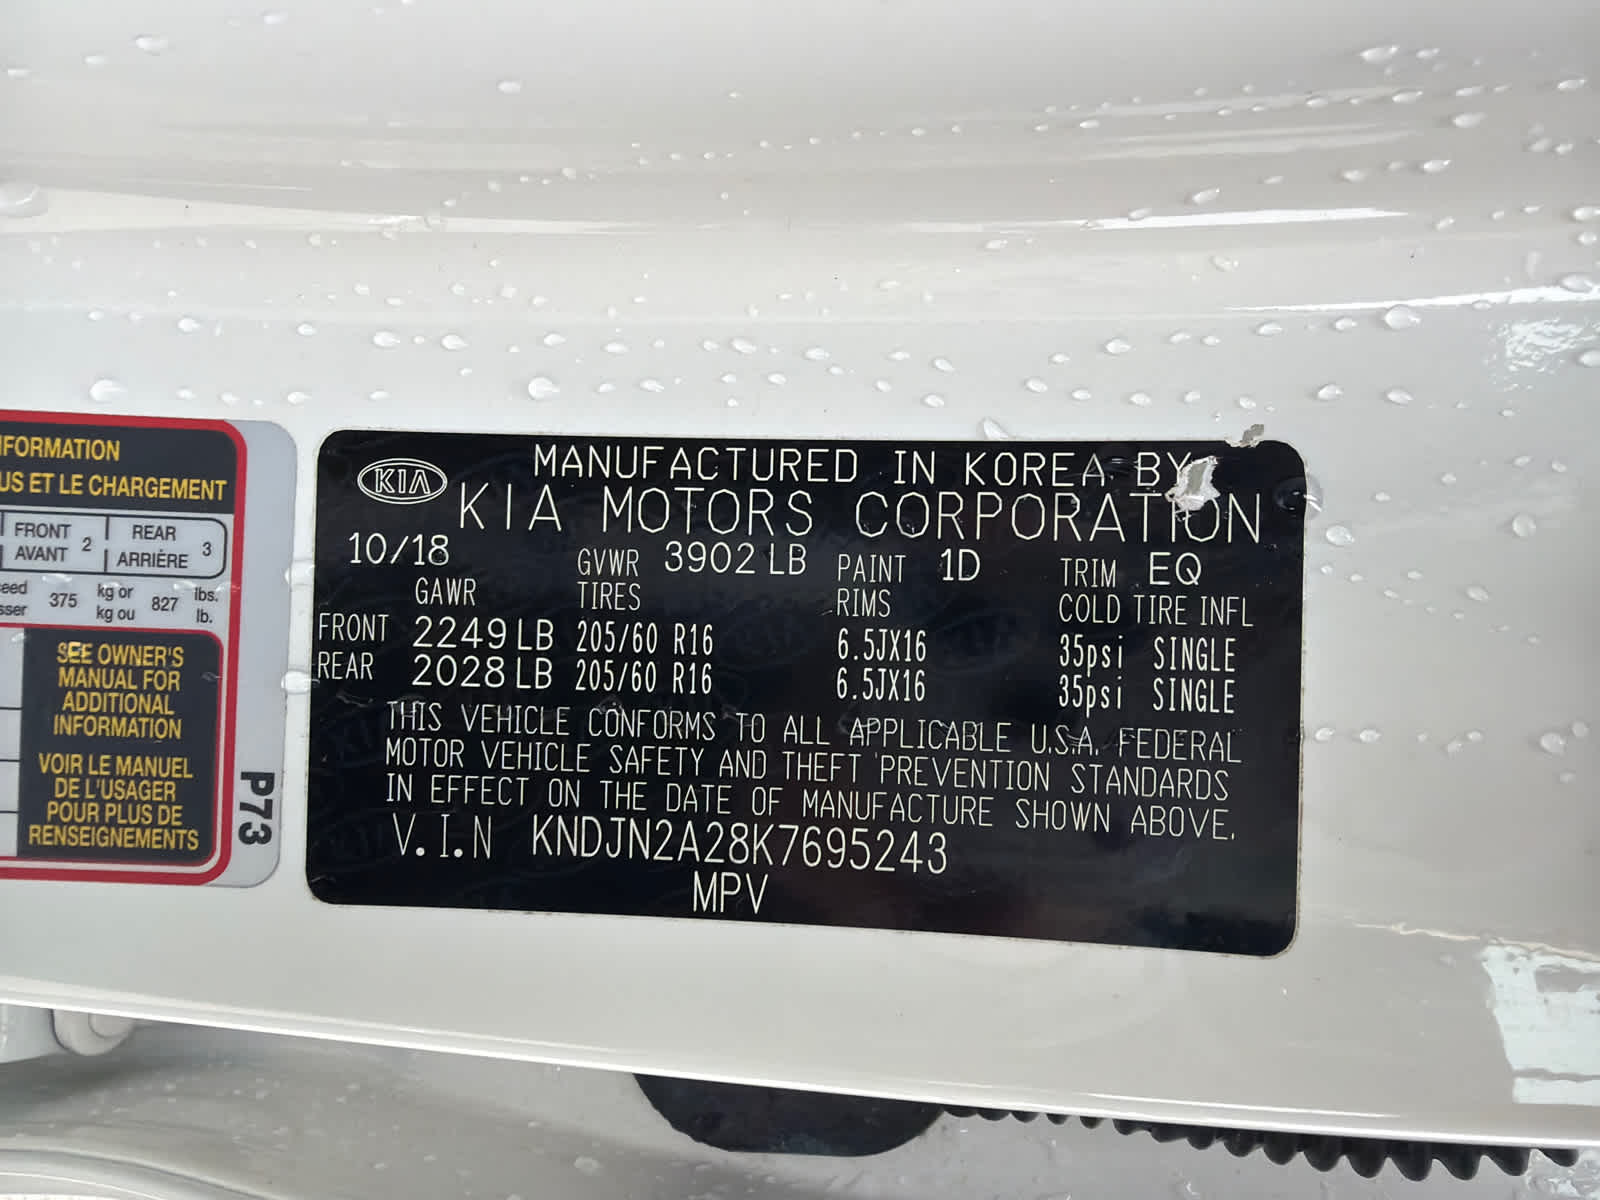 FORMATION
US ET LE CHARGEMENT
FRONT 2 REAR 3
AVANT ARRIÈRE
375 kg or 827 lbs.
kg ou lb.
SEE OWNER'S
MANUAL FOR
ADDITIONAL
INFORMATION
VOIR LE MANUEL
DE L'USAGER
POUR PLUS DE
RENSEIGNEMENTS
P73
KIA
MANUFACTURED IN KOREA BY
KIA MOTORS CORPORATION
10/18 GVWR 3902 LB PAINT 1D TRIM EQ
GAWR TIRES RIMS COLD TIRE INFL
FRONT 2249 LB 205/60 R16 6.5JX16 35psi SINGLE
REAR 2028 LB 205/60 R16 6.5JX16 35psi SINGLE
THIS VEHICLE CONFORMS TO ALL APPLICABLE U.S.A. FEDERAL
MOTOR VEHICLE SAFETY AND THEFT PREVENTION STANDARDS
IN EFFECT ON THE DATE OF MANUFACTURE SHOWN ABOVE.
V.I.N KNDJN2A28K7695243
MPV